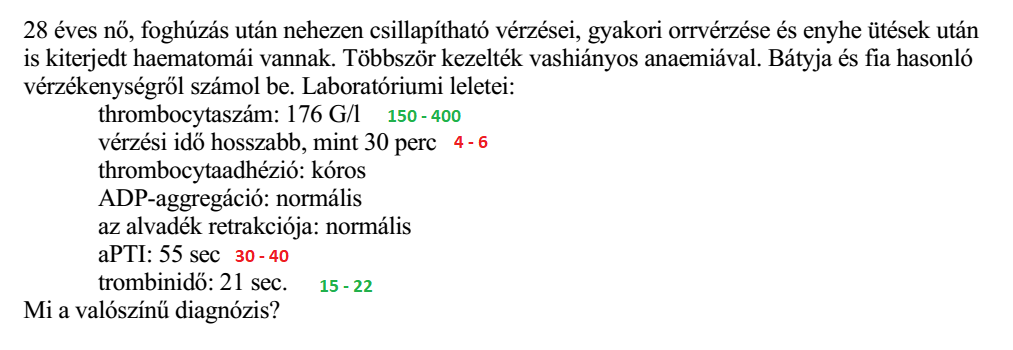 28 éves nő, foghúzás után nehezen csillapítható vérzései, gyakori orrvérzése és enyhe ütések után
is kiterjedt haematomái vannak. Többször kezelték vashiányos anaemiával. Bátyja és fia hasonló
vérzékenységről számol be. Laboratóriumi leletei:
thrombocytaszám: 176 G/l 150 - 400
vérzési idő hosszabb, mint 30 perc 4 - 6
thrombocytaadhézió: kóros
ADP-aggregáció: normális
az alvadék retrakciója: normális
aPTI: 55 sec 30 - 40
trombinidő: 21 sec. 15 - 22
Mi a valószínű diagnózis?